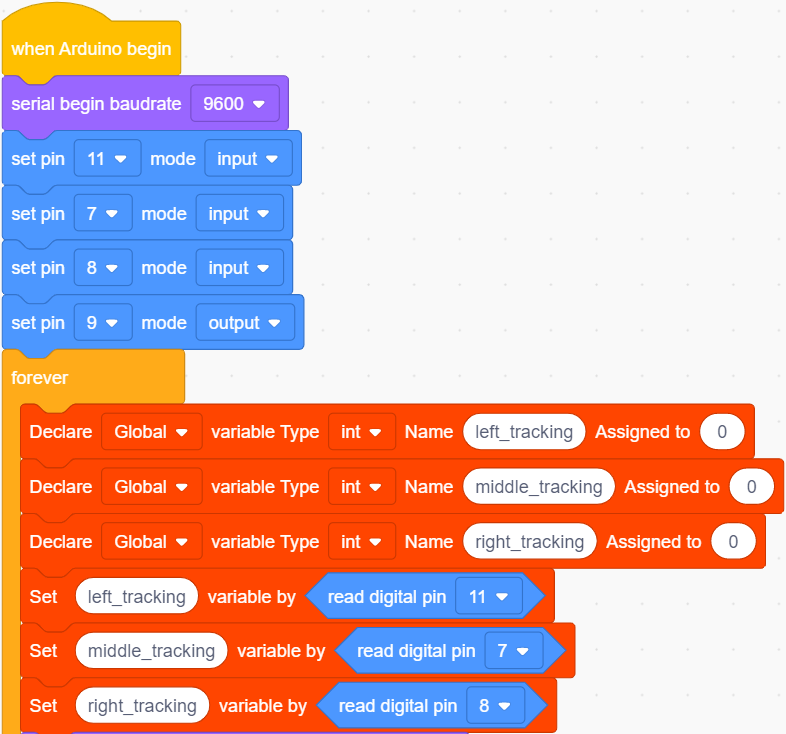 when Arduino begin
serial begin baudrate 9600
set pin 11 mode input
set pin 7 mode input
set pin 8 mode input
set pin 9 mode output
forever
Declare Global variable Type int Name left_tracking Assigned to 0
Declare Global variable Type int Name middle_tracking Assigned to 0
Declare Global variable Type int Name right_tracking Assigned to 0
Set left_tracking variable by read digital pin 11
Set middle_tracking variable by read digital pin 7
Set right_tracking variable by read digital pin 8